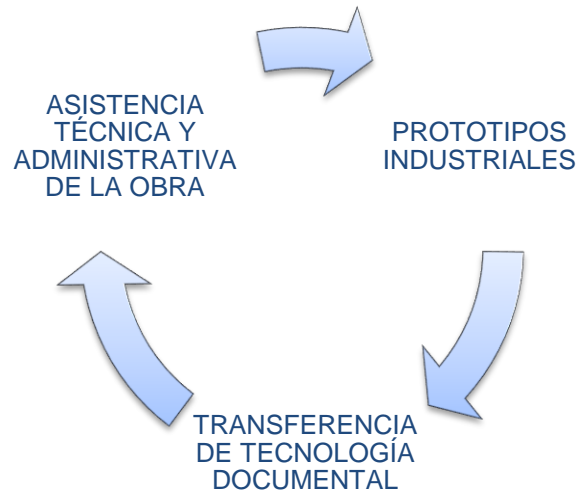 ASISTENCIA
TÉCNICA Y
ADMINISTRATIVA
DE LA OBRA
PROTOTIPOS
INDUSTRIALES
TRANSFERENCIA
DE TECNOLOGÍA
DOCUMENTAL